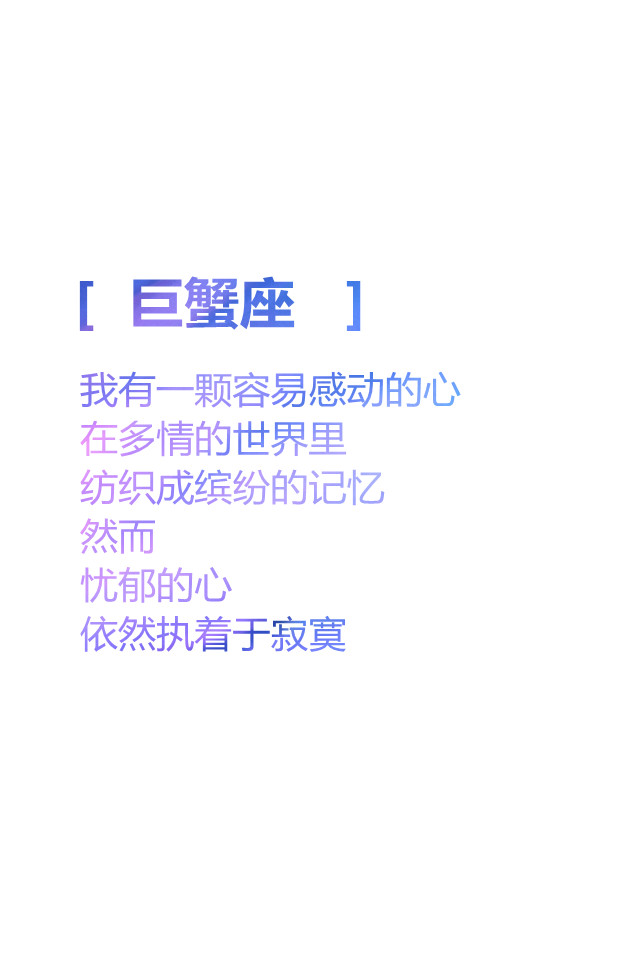 [ 巨蟹座 ]
我有一颗容易感动的心
在多情的世界里
纺织成缤纷的记忆
然而
忧郁的心
依然执着于寂寞